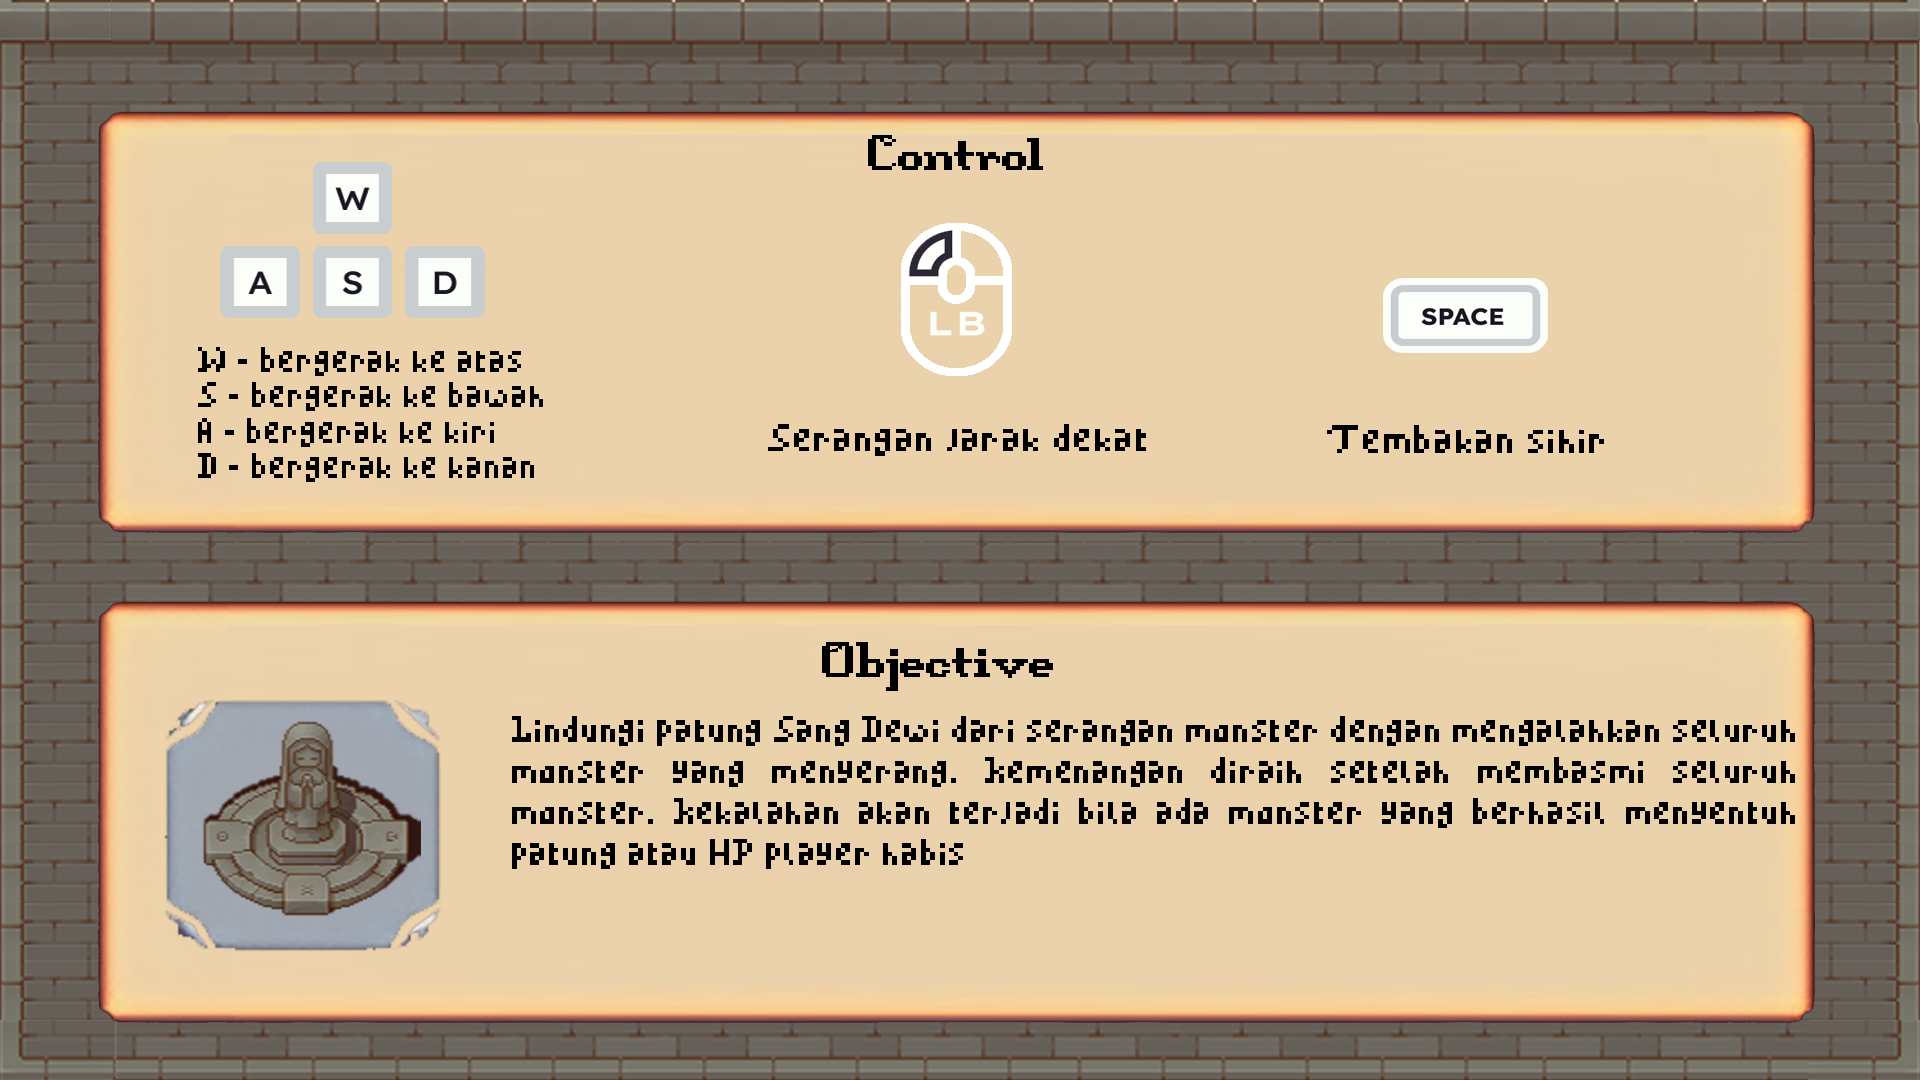 Control
W
A S D
LB
SPACE
W - bergerak ke atas
S - bergerak ke bawah
A - bergerak ke kiri
D - bergerak ke kanan
Serangan Jarak dekat
Tembakan sihir
Objective
Lindungi patung Sang Dewi dari serangan monster dengan mengalahkan seluruh
monster yang menyerang. kemenangan diraih setelah membasmi seluruh
monster. kekalahan akan terJadi bila ada monster yang berhasil menyentuh
patung atau HP player habis